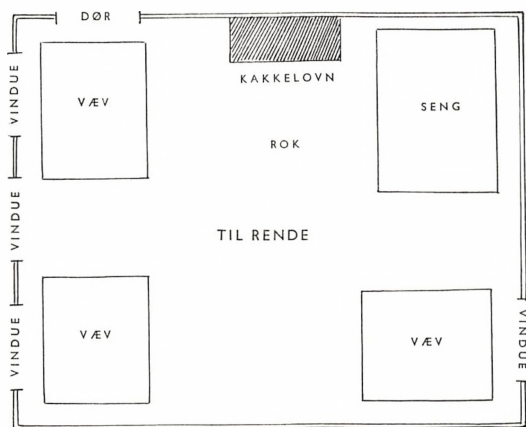 DØR
KAKKELOVN
VINDUE
VÆV
SENG
ROK
VINDUE
TIL RENDE
VINDUE
VÆV
VÆV
VINDUE